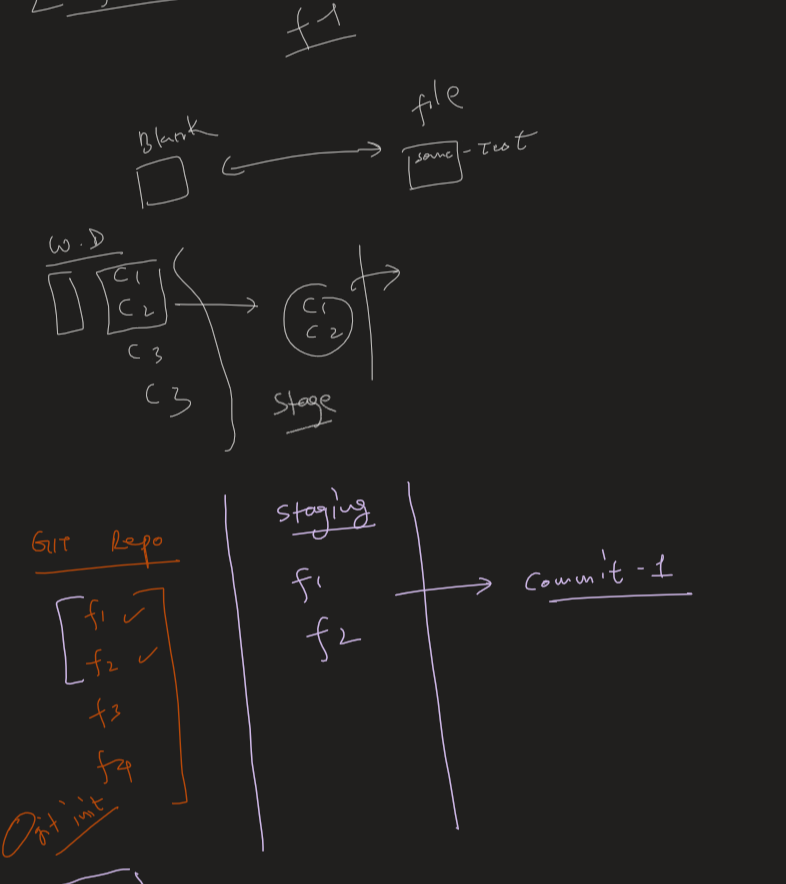 f1
file
Blank
some - Text
W.D
C1
C2
C3
C3
C1
C2
Stage
Staging
GIT Repo
f1 ✓
f2 ✓
f3
f4
f1
f2
Commit-1
git init